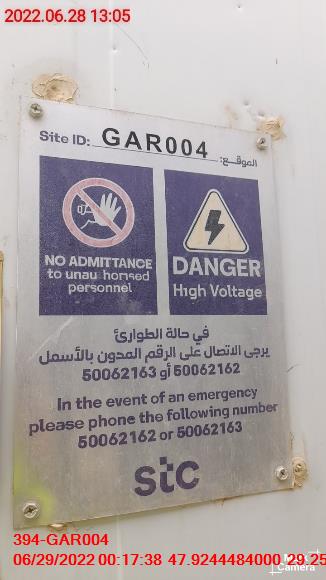 2022.06.28 13:05
Site ID: GAR004 الموقع:
NO ADMITTANCE
to unauthorised
personnel
DANGER
High Voltage
في حالة الطوارئ
يرجى الاتصال على الرقم المدون بالأسفل
50062162 أو 50062163
In the event of an emergency
please phone the following number
50062162 or 50062163
stc
394-GAR004
06/29/2022 00:17:38 47.9244484000,29.25
Camera